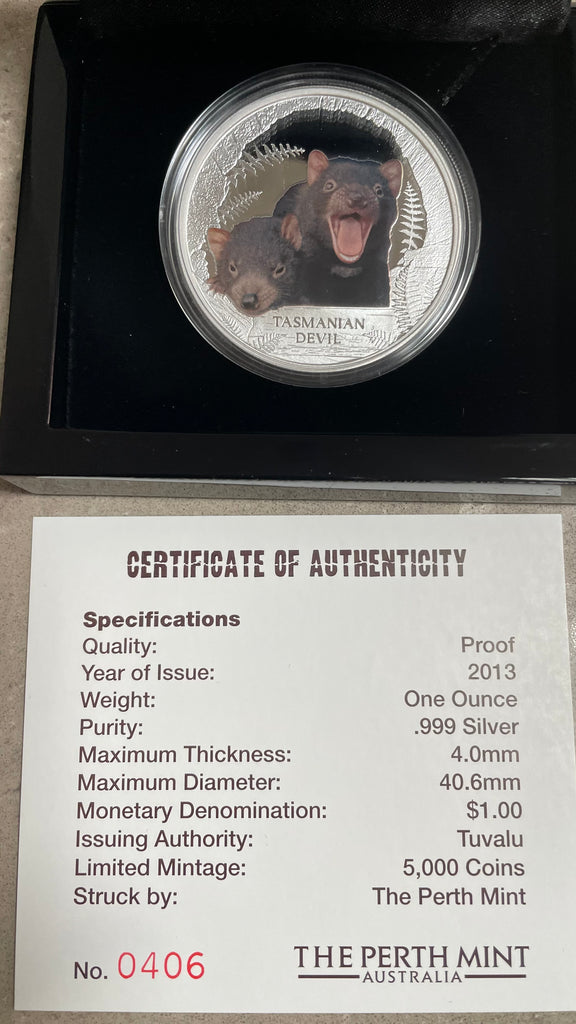 TASMANIAN
DEVIL
CERTIFICATE OF AUTHENTICITY
Specifications
Quality: Proof
Year of Issue: 2013
Weight: One Ounce
Purity: .999 Silver
Maximum Thickness: 4.0mm
Maximum Diameter: 40.6mm
Monetary Denomination: $1.00
Issuing Authority: Tuvalu
Limited Mintage: 5,000 Coins
Struck by: The Perth Mint
No. 0406
THE PERTH MINT
AUSTRALIA